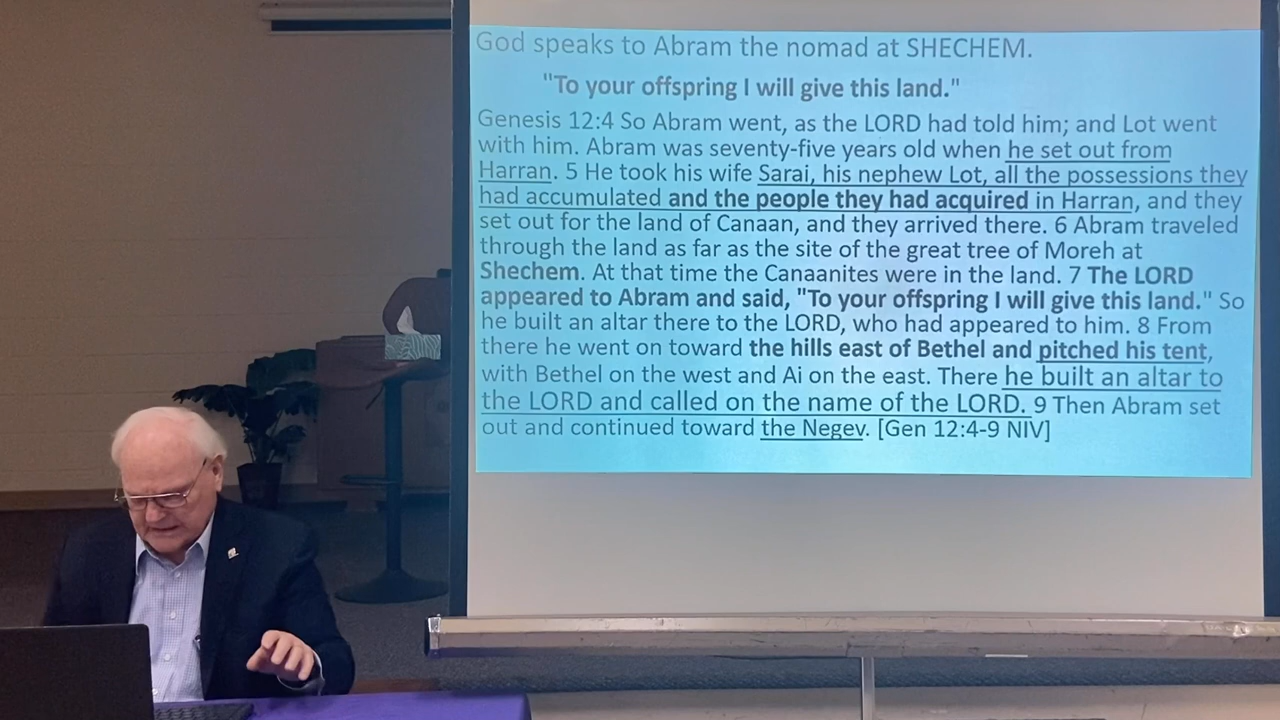 God speaks to Abram the nomad at SHECHEM.
"To your offspring I will give this land."
Genesis 12:4 So Abram went, as the LORD had told him; and Lot went
with him. Abram was seventy-five years old when he set out from
Harran. 5 He took his wife Sarai, his nephew Lot, all the possessions they
had accumulated and the people they had acquired in Harran, and they
set out for the land of Canaan, and they arrived there. 6 Abram traveled
through the land as far as the site of the great tree of Moreh at
Shechem. At that time the Canaanites were in the land. 7 The LORD
appeared to Abram and said, "To your offspring I will give this land." So
he built an altar there to the LORD, who had appeared to him. 8 From
there he went on toward the hills east of Bethel and pitched his tent,
with Bethel on the west and Ai on the east. There he built an altar to
the LORD and called on the name of the LORD. 9 Then Abram set
out and continued toward the Negev. [Gen 12:4-9 NIV]